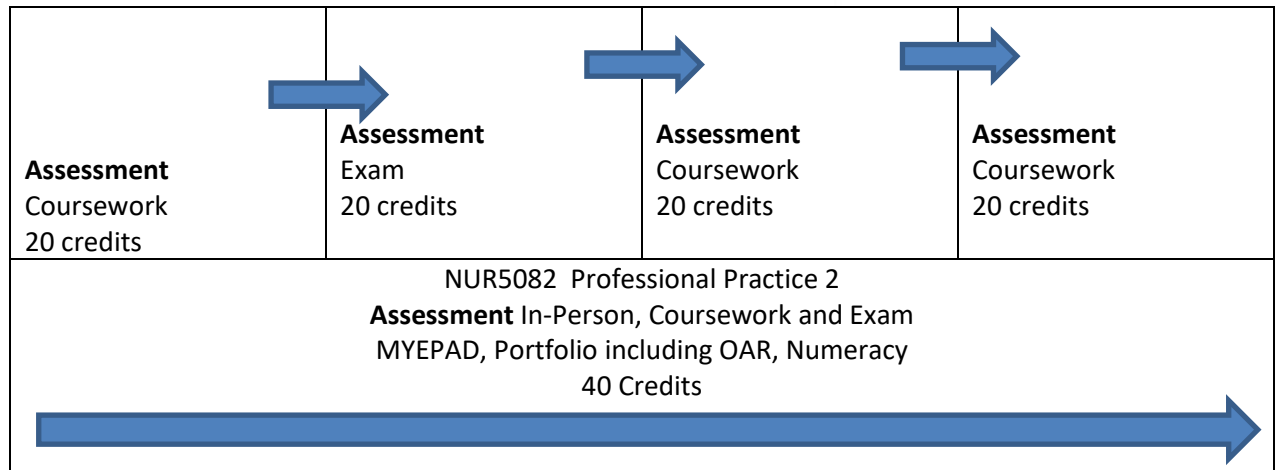 Assessment
Coursework
20 credits
Assessment
Exam
20 credits
Assessment
Coursework
20 credits
Assessment
Coursework
20 credits
NUR5082 Professional Practice 2
Assessment In-Person, Coursework and Exam
MYEPAD, Portfolio including OAR, Numeracy
40 Credits